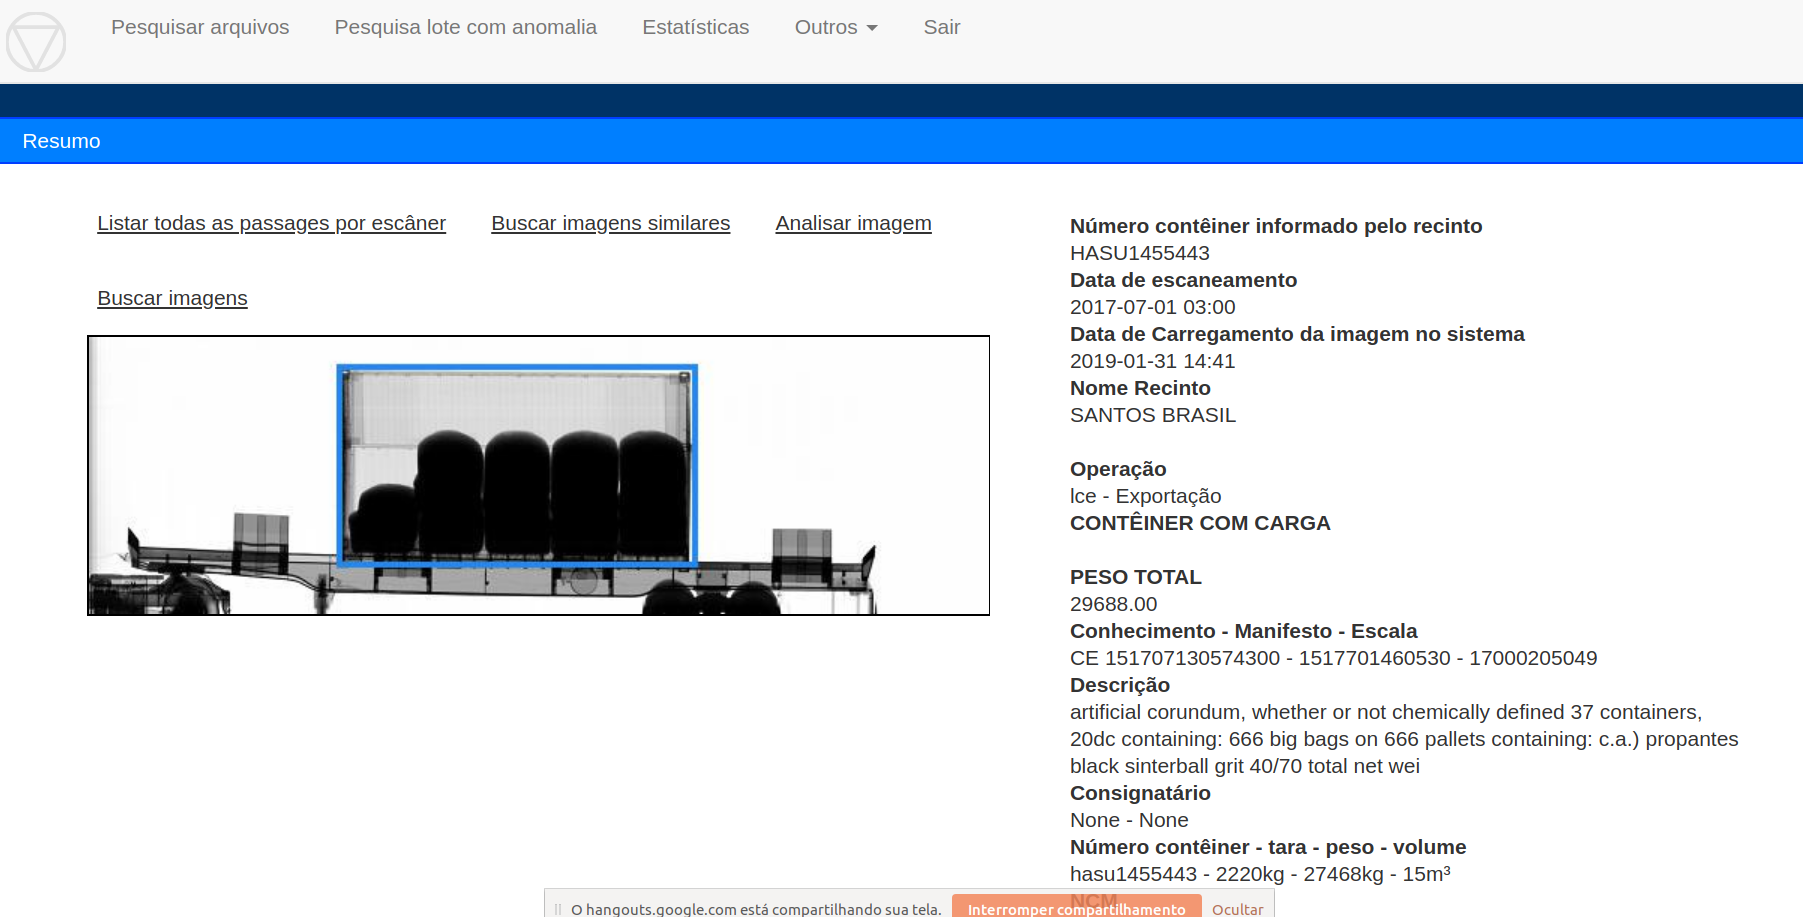 Pesquisar arquivos Pesquisa lote com anomalia Estatísticas Outros Sair
Resumo
Listar todas as passages por escâner Buscar imagens similares Analisar imagem
Buscar imagens
Número contêiner informado pelo recinto
HASU1455443
Data de escaneamento
2017-07-01 03:00
Data de Carregamento da imagem no sistema
2019-01-31 14:41
Nome Recinto
SANTOS BRASIL
Operação
lce - Exportação
CONTÊINER COM CARGA
PESO TOTAL
29688.00
Conhecimento - Manifesto - Escala
CE 151707130574300 - 1517701460530 - 17000205049
Descrição
artificial corundum, whether or not chemically defined 37 containers,
20dc containing: 666 big bags on 666 pallets containing: c.a.) propantes
black sinterball grit 40/70 total net wei
Consignatário
None - None
Número contêiner - tara - peso - volume
hasu1455443 - 2220kg - 27468kg - 15m³
NCM
O hangouts.google.com está compartilhando sua tela. Interromper compartilhamento Ocultar